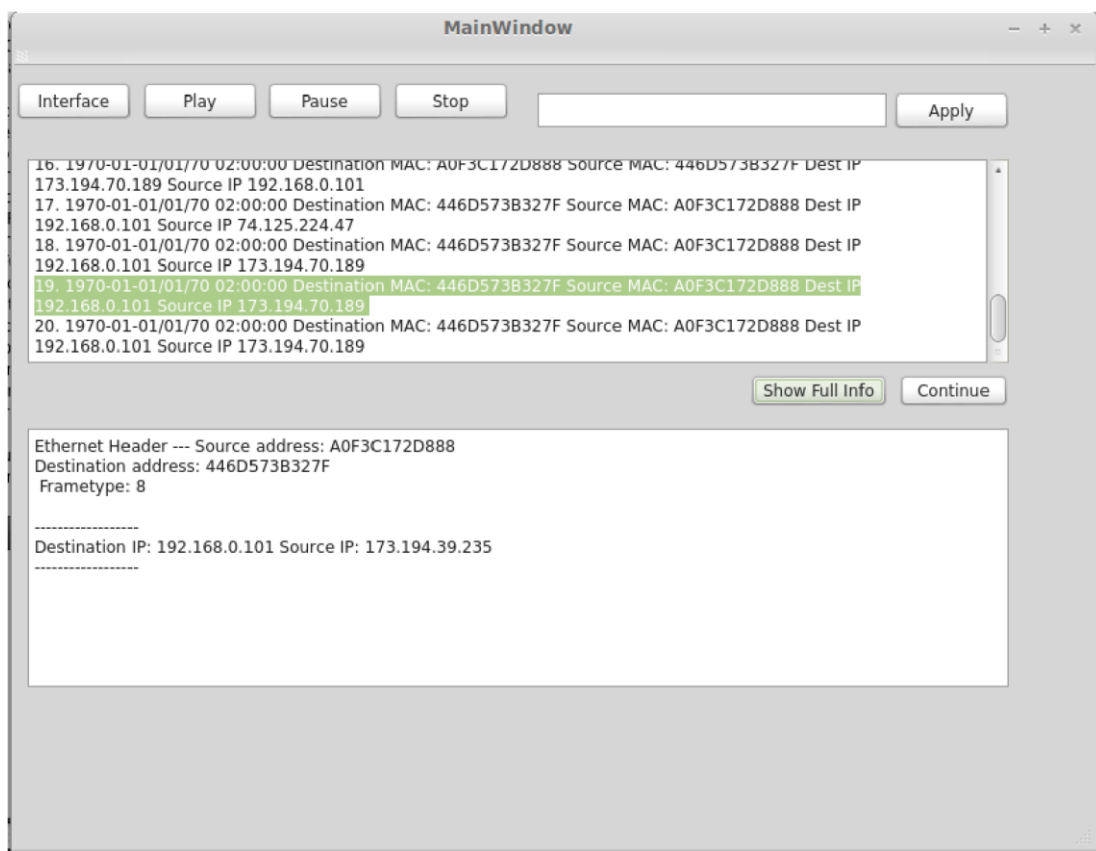 MainWindow
Interface Play Pause Stop Apply
16. 1970-01-01/01/70 02:00:00 Destination MAC: A0F3C172D888 Source MAC: 446D573B327F Dest IP
173.194.70.189 Source IP 192.168.0.101
17. 1970-01-01/01/70 02:00:00 Destination MAC: 446D573B327F Source MAC: A0F3C172D888 Dest IP
192.168.0.101 Source IP 74.125.224.47
18. 1970-01-01/01/70 02:00:00 Destination MAC: 446D573B327F Source MAC: A0F3C172D888 Dest IP
192.168.0.101 Source IP 173.194.70.189
19. 1970-01-01/01/70 02:00:00 Destination MAC: 446D573B327F Source MAC: A0F3C172D888 Dest IP
192.168.0.101 Source IP 173.194.70.189
20. 1970-01-01/01/70 02:00:00 Destination MAC: 446D573B327F Source MAC: A0F3C172D888 Dest IP
192.168.0.101 Source IP 173.194.70.189
Show Full Info Continue
Ethernet Header --- Source address: A0F3C172D888
Destination address: 446D573B327F
Frametype: 8
------------------
Destination IP: 192.168.0.101 Source IP: 173.194.39.235
------------------